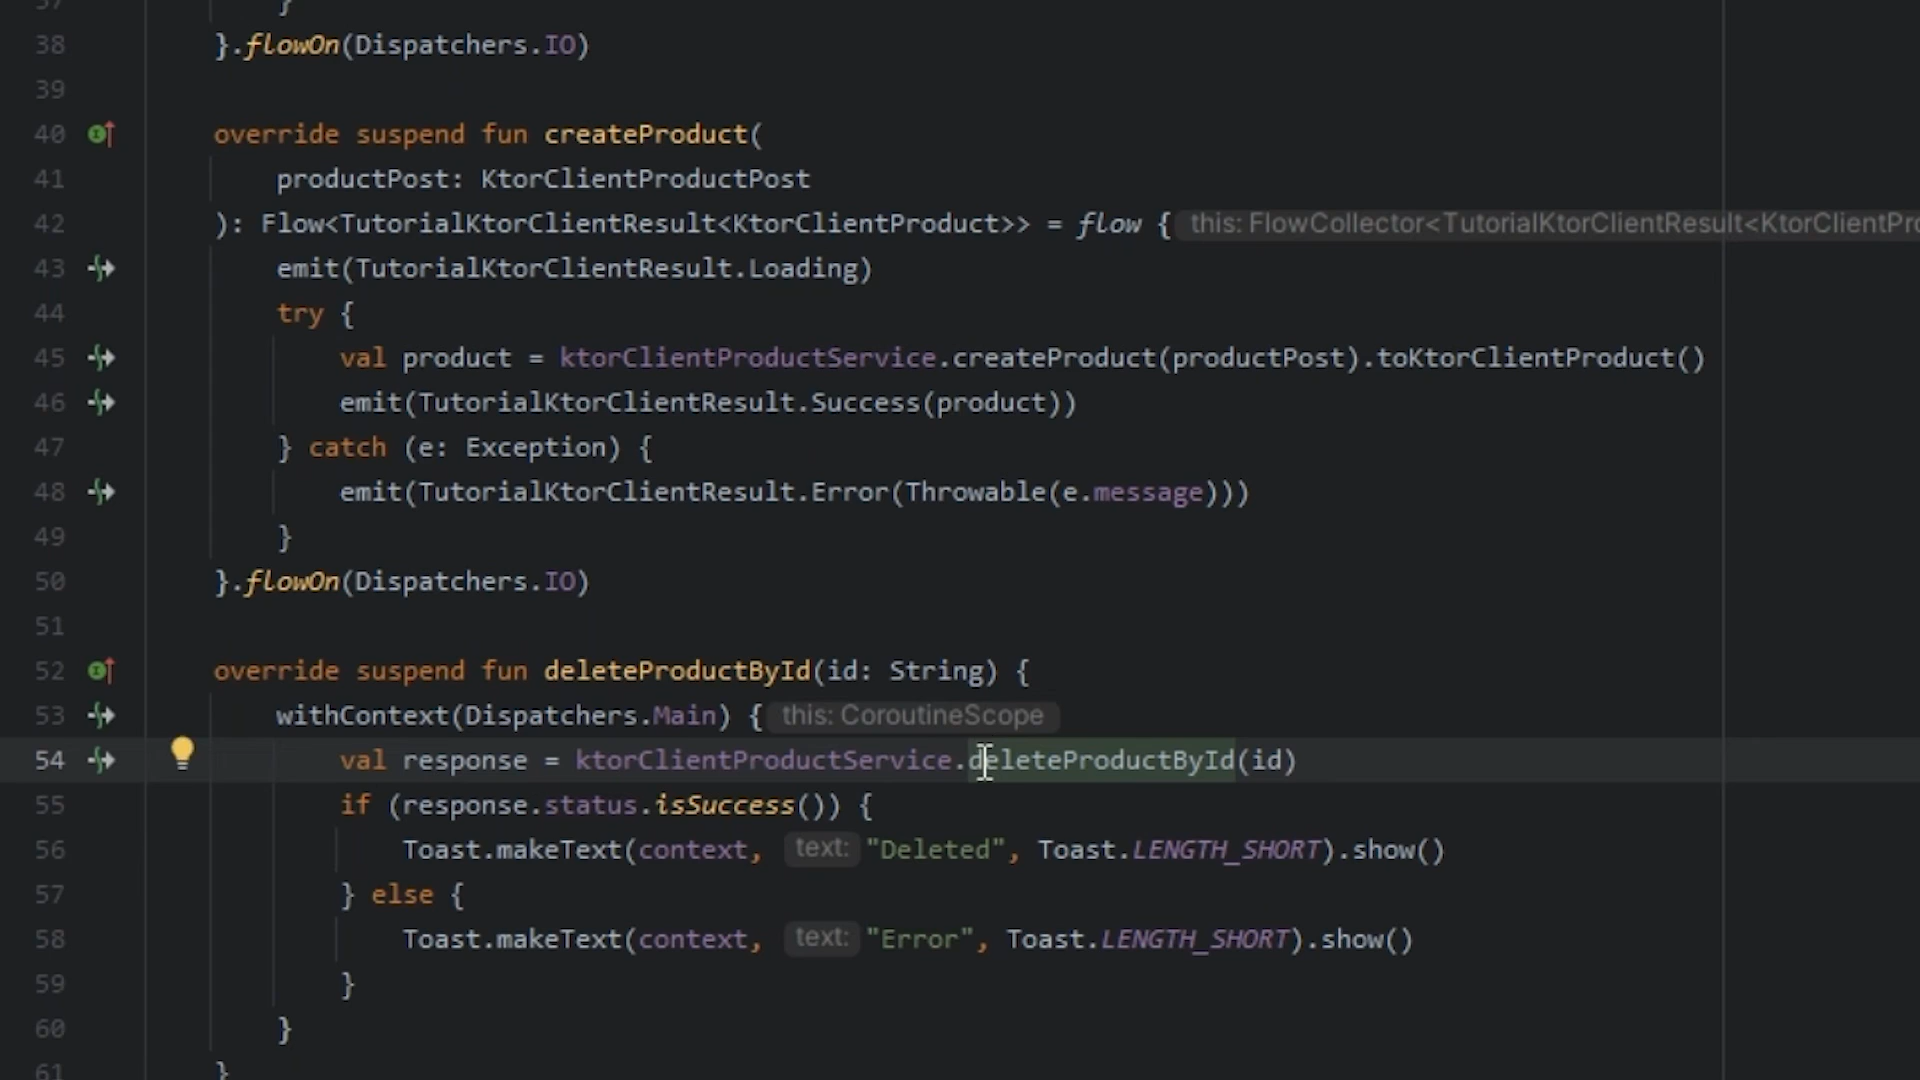 37 }
38 }.flowOn(Dispatchers.IO)
39
40 override suspend fun createProduct(
41 productPost: KtorClientProductPost
42 ): Flow<TutorialKtorClientResult<KtorClientProduct>> = flow { this: FlowCollector<TutorialKtorClientResult<KtorClientPro
43 emit(TutorialKtorClientResult.Loading)
44 try {
45 val product = ktorClientProductService.createProduct(productPost).toKtorClientProduct()
46 emit(TutorialKtorClientResult.Success(product))
47 } catch (e: Exception) {
48 emit(TutorialKtorClientResult.Error(Throwable(e.message)))
49 }
50 }.flowOn(Dispatchers.IO)
51
52 override suspend fun deleteProductById(id: String) {
53 withContext(Dispatchers.Main) { this: CoroutineScope
54 val response = ktorClientProductService.deleteProductById(id)
55 if (response.status.isSuccess()) {
56 Toast.makeText(context, text: "Deleted", Toast.LENGTH_SHORT).show()
57 } else {
58 Toast.makeText(context, text: "Error", Toast.LENGTH_SHORT).show()
59 }
60 }
61 }